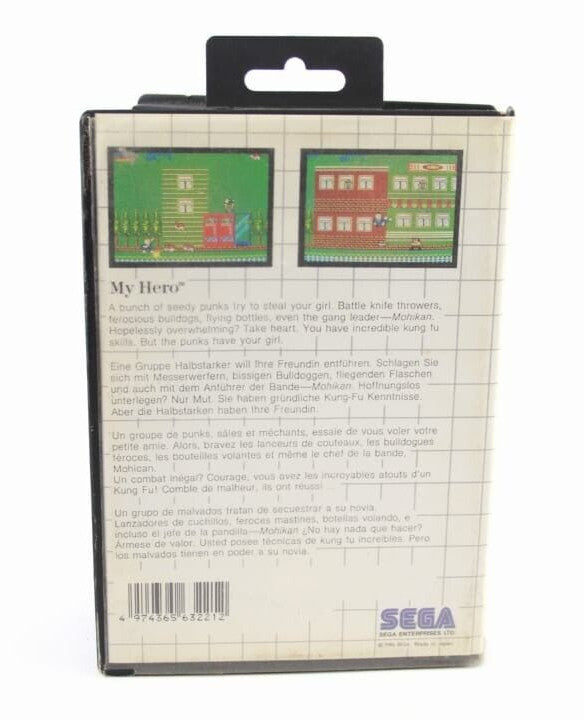 My Hero™
A bunch of seedy punks try to steal your girl. Battle knife throwers,
ferocious bulldogs, flying bottles, even the gang leader—Mohikan.
Hopelessly overwhelming? Take heart. You have incredible kung fu
skills. But the punks have your girl.
Eine Gruppe Halbstarker will Ihre Freundin entführen. Schlagen Sie
sich mit Messerwerfern, bissigen Bulldoggen, fliegenden Flaschen
und auch mit dem Anführer der Bande—Mohikan. Hoffnungslos
unterlegen? Nur Mut. Sie haben gründliche Kung-Fu Kenntnisse.
Aber die Halbstarken haben Ihre Freundin.
Un groupe de punks, sâles et méchants, essaie de vous voler votre
petite amie. Alors, bravez les lanceurs de couteaux, les bulldogues
féroces, les bouteilles volantes et même le chef de la bande,
Mohican.
Un combat inégal? Courage, vous avez les incroyables atouts d'un
Kung Fu! Comble de malheur, ils ont réussi ...
Un grupo de malvados tratan de secuestrar a su novia.
Lanzadores de cuchillos, feroces mastines, botellas volando, e
incluso el jefe de la pandilla—Mohikan ¿No hay nada que hacer?
Ármese de valor. Usted posee técnicas de kung fu increíbles. Pero
los malvados tienen en poder a su novia.
4 974365 632212
SEGA
SEGA ENTERPRISES LTD.
© 1986 SEGA Made in Japan